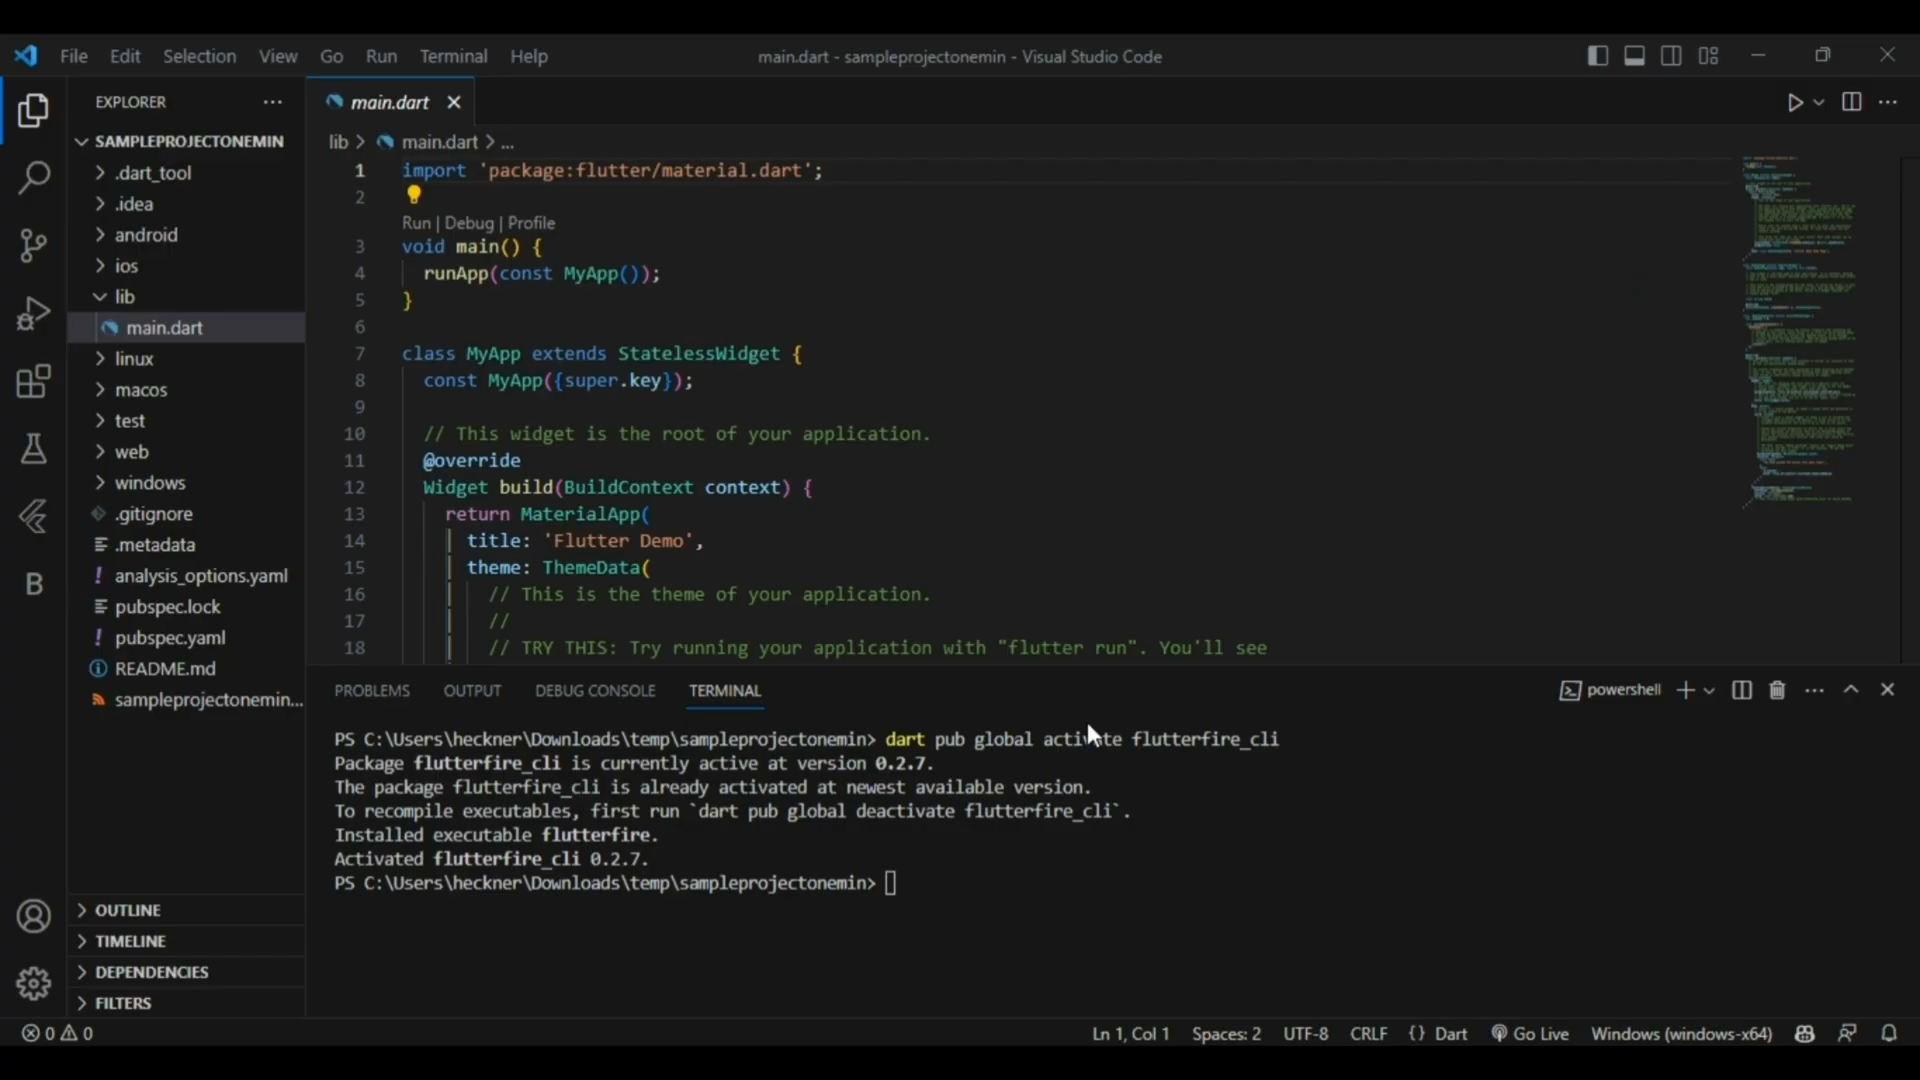 File Edit Selection View Go Run Terminal Help
main.dart - sampleprojectonemin - Visual Studio Code
EXPLORER
SAMPLEPROJECTONEMIN
.dart_tool
.idea
android
ios
lib
main.dart
linux
macos
test
web
windows
.gitignore
.metadata
analysis_options.yaml
pubspec.lock
pubspec.yaml
README.md
sampleprojectonemin...
OUTLINE
TIMELINE
DEPENDENCIES
FILTERS
main.dart
lib > main.dart > ...
1 import 'package:flutter/material.dart';
2
Run | Debug | Profile
3 void main() {
4 runApp(const MyApp());
5 }
6
7 class MyApp extends StatelessWidget {
8 const MyApp({super.key});
9
10 // This widget is the root of your application.
11 @override
12 Widget build(BuildContext context) {
13 return MaterialApp(
14 title: 'Flutter Demo',
15 theme: ThemeData(
16 // This is the theme of your application.
17 //
18 // TRY THIS: Try running your application with "flutter run". You'll see
PROBLEMS OUTPUT DEBUG CONSOLE TERMINAL
powershell
PS C:\Users\heckner\Downloads\temp\sampleprojectonemin> dart pub global activate flutterfire_cli
Package flutterfire_cli is currently active at version 0.2.7.
The package flutterfire_cli is already activated at newest available version.
To recompile executables, first run `dart pub global deactivate flutterfire_cli`.
Installed executable flutterfire.
Activated flutterfire_cli 0.2.7.
PS C:\Users\heckner\Downloads\temp\sampleprojectonemin>
0 0
Ln 1, Col 1 Spaces: 2 UTF-8 CRLF {} Dart Go Live Windows (windows-x64)